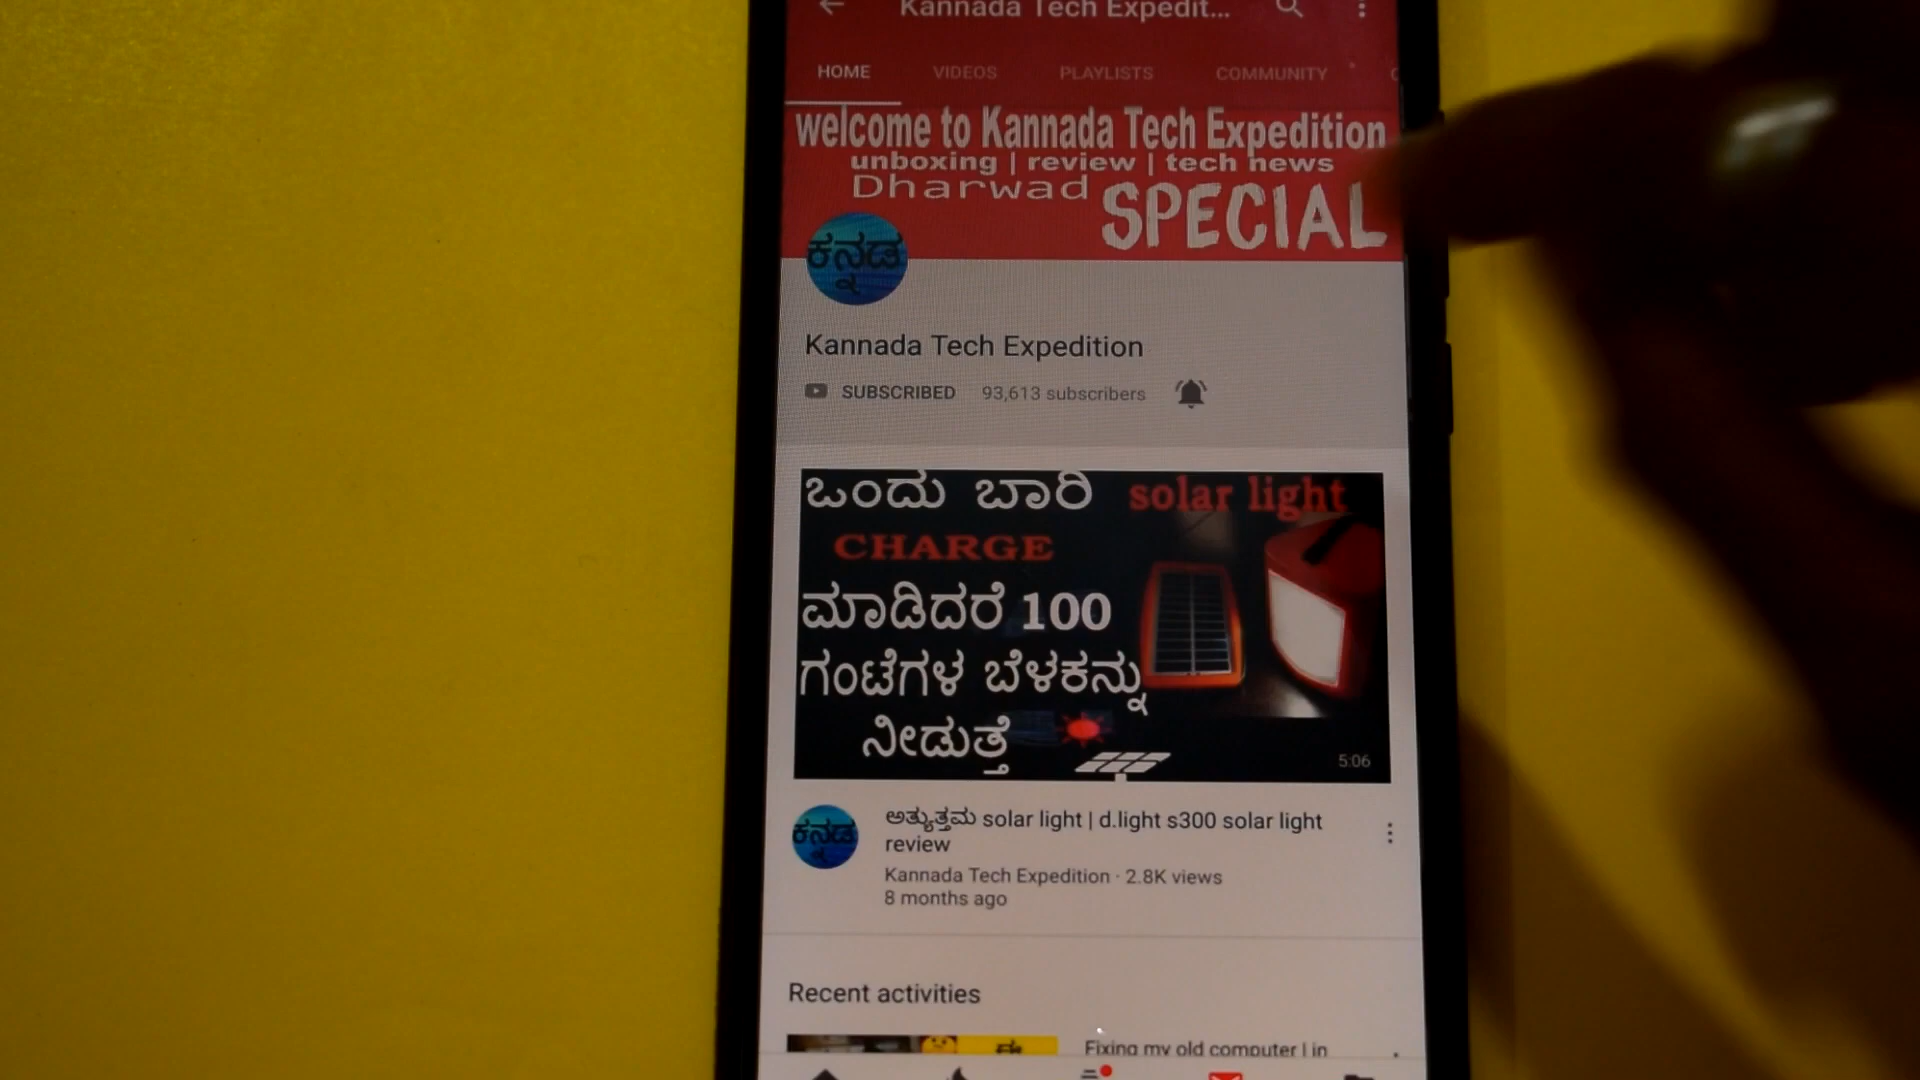 Kannada Tech Expedit...
HOME VIDEOS PLAYLISTS COMMUNITY
welcome to Kannada Tech Expedition
unboxing | review | tech news
Dharwad SPECIAL
ಕನ್ನಡ
Kannada Tech Expedition
SUBSCRIBED 93,613 subscribers
ಒಂದು ಬಾರಿ solar light
CHARGE
ಮಾಡಿದರೆ 100
ಗಂಟೆಗಳ ಬೆಳಕನ್ನು
ನೀಡುತ್ತೆ
5:06
ಕನ್ನಡ
ಅತ್ಯುತ್ತಮ solar light | d.light s300 solar light
review
Kannada Tech Expedition · 2.8K views
8 months ago
Recent activities
Fixing my old computer | in